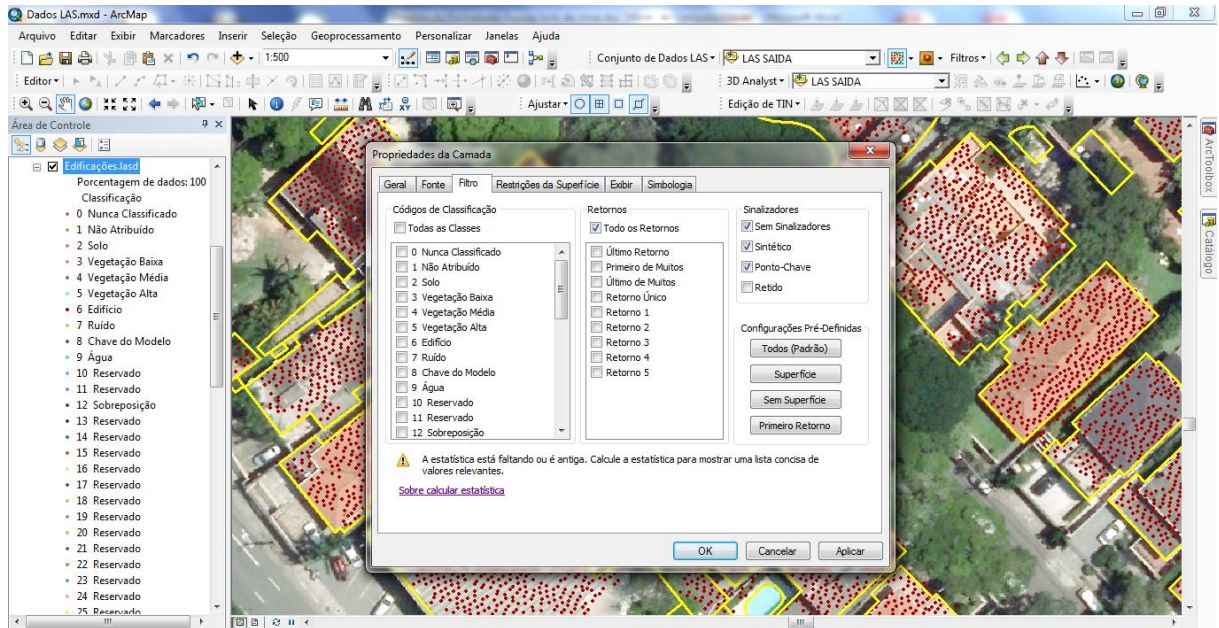 Dados LAS.mxd - ArcMap
Arquivo Editar Exibir Marcadores Inserir Seleção Geoprocessamento Personalizar Janelas Ajuda
1:500
Conjunto de Dados LAS
LAS SAIDA
Filtros
Editor
3D Analyst
LAS SAIDA
Ajustar
Edição de TIN
Área de Controle
Edificações.lasd
Porcentagem de dados: 100
Classificação
0 Nunca Classificado
1 Não Atribuído
2 Solo
3 Vegetação Baixa
4 Vegetação Média
5 Vegetação Alta
6 Edifício
7 Ruído
8 Chave do Modelo
9 Água
10 Reservado
11 Reservado
12 Sobreposição
13 Reservado
14 Reservado
15 Reservado
16 Reservado
17 Reservado
18 Reservado
19 Reservado
20 Reservado
21 Reservado
22 Reservado
23 Reservado
24 Reservado
25 Reservado
Propriedades da Camada
Geral Fonte Filtro Restrições da Superfície Exibir Simbologia
Códigos de Classificação
Todas as Classes
0 Nunca Classificado
1 Não Atribuído
2 Solo
3 Vegetação Baixa
4 Vegetação Média
5 Vegetação Alta
6 Edifício
7 Ruído
8 Chave do Modelo
9 Água
10 Reservado
11 Reservado
12 Sobreposição
Retornos
Todo os Retornos
Último Retorno
Primeiro de Muitos
Último de Muitos
Retorno Único
Retorno 1
Retorno 2
Retorno 3
Retorno 4
Retorno 5
Sinalizadores
Sem Sinalizadores
Sintético
Ponto-Chave
Retido
Configurações Pré-Definidas
Todos (Padrão)
Superfície
Sem Superfície
Primeiro Retorno
A estatística está faltando ou é antiga. Calcule a estatística para mostrar uma lista concisa de
valores relevantes.
Sobre calcular estatística
OK Cancelar Aplicar
ArcToolbox
Catálogo